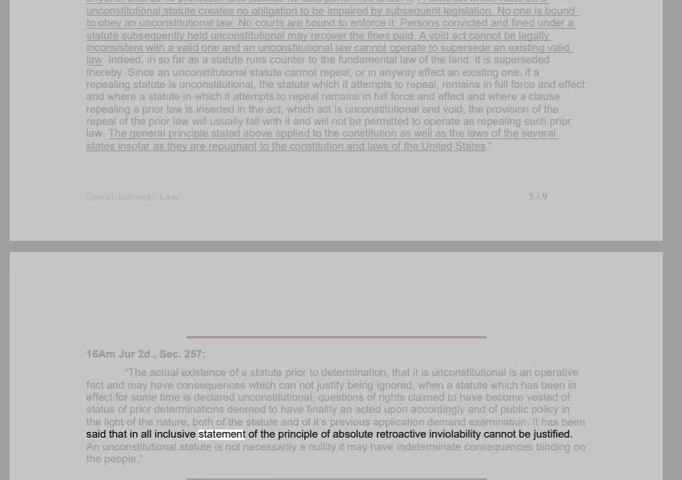 unconstitutional statute creates no obligation to be impaired by subsequent legislation. No one is bound
to obey an unconstitutional law. No courts are bound to enforce it. Persons convicted and fined under a
statute subsequently held unconstitutional may recover the fines paid. A void act cannot be legally
inconsistent with a valid one and an unconstitutional law cannot operate to supersede an existing valid
law. Indeed, in so far as a statute runs counter to the fundamental law of the land, it is superseded
thereby. Since an unconstitutional statute cannot repeal, or in anyway effect an existing one, if a
repealing statute is unconstitutional, the statute which it attempts to repeal, remains in full force and effect
and where a statute in which it attempts to repeal remains in full force and effect and where a clause
repealing a prior law is inserted in the act, which act is unconstitutional and void, the provision of the
repeal of the prior law will usually fall with it and will not be permitted to operate as repealing such prior
law. The general principle stated above applied to the constitution as well as the laws of the several
states insofar as they are repugnant to the constitution and laws of the United States."
Constitutional Law 5 / 9
16Am Jur 2d., Sec. 257:
"The actual existence of a statute prior to determination, that it is unconstitutional is an operative
fact and may have consequences which can not justify being ignored, when a statute which has been in
effect for some time is declared unconstitutional, questions of rights claimed to have become vested of
status of prior determinations deemed to have finality an acted upon accordingly and of public policy in
the light of the nature, both of the statute and of it's previous application demand examination. It has been
said that in all inclusive statement of the principle of absolute retroactive inviolability cannot be justified.
An unconstitutional statute is not necessarily a nullity it may have indeterminate consequences binding on
the people."